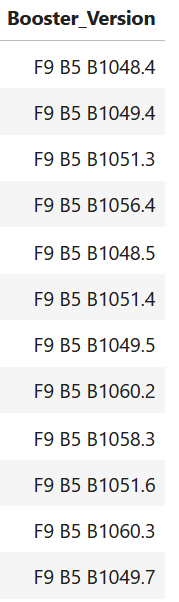 Booster_Version
F9 B5 B1048.4
F9 B5 B1049.4
F9 B5 B1051.3
F9 B5 B1056.4
F9 B5 B1048.5
F9 B5 B1051.4
F9 B5 B1049.5
F9 B5 B1060.2
F9 B5 B1058.3
F9 B5 B1051.6
F9 B5 B1060.3
F9 B5 B1049.7